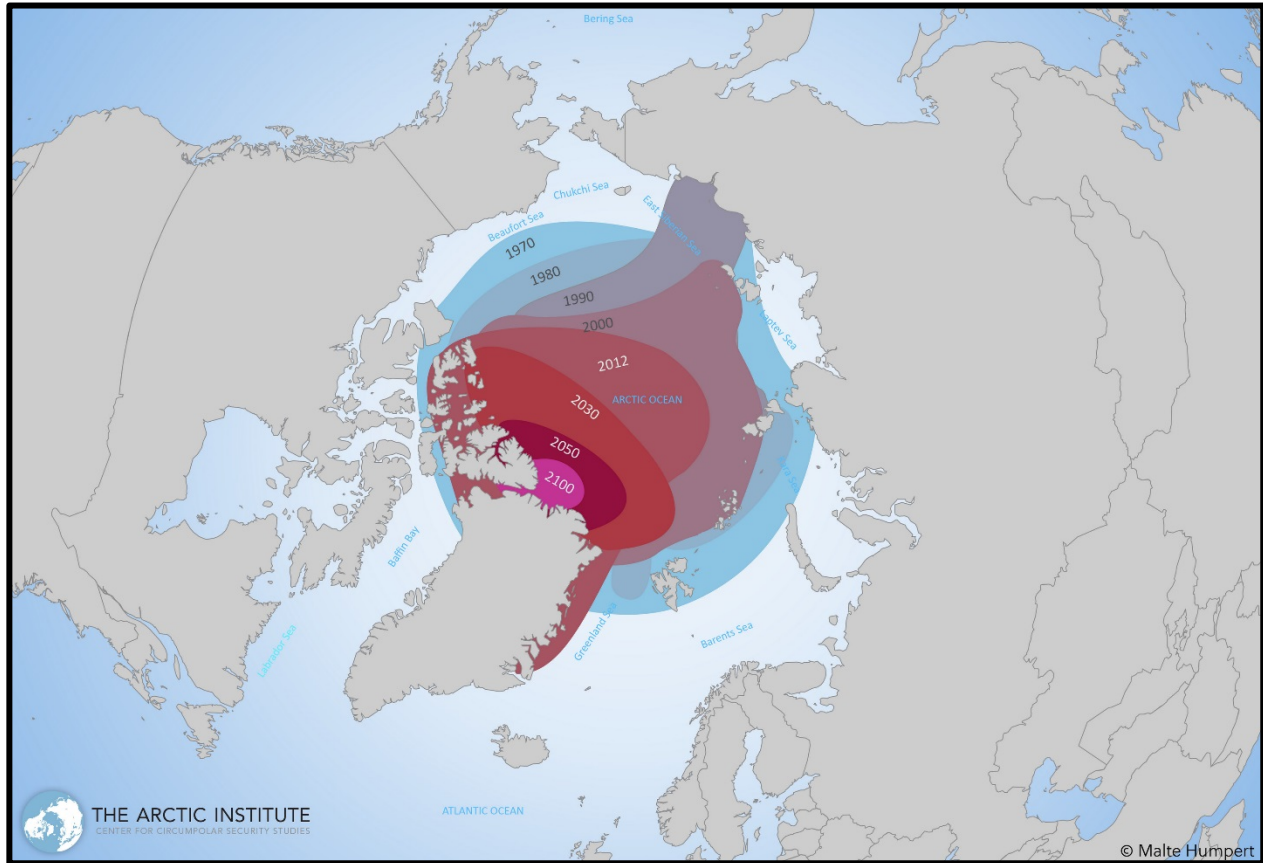 Bering Sea
Chukchi Sea
Beaufort Sea
East Siberian Sea
1970
1980
1990
2000
Laptev Sea
2012
2030
ARCTIC OCEAN
2050
2100
Kara Sea
Baffin Bay
Greenland Sea
Barents Sea
Labrador Sea
ATLANTIC OCEAN
THE ARCTIC INSTITUTE
CENTER FOR CIRCUMPOLAR SECURITY STUDIES
© Malte Humpert